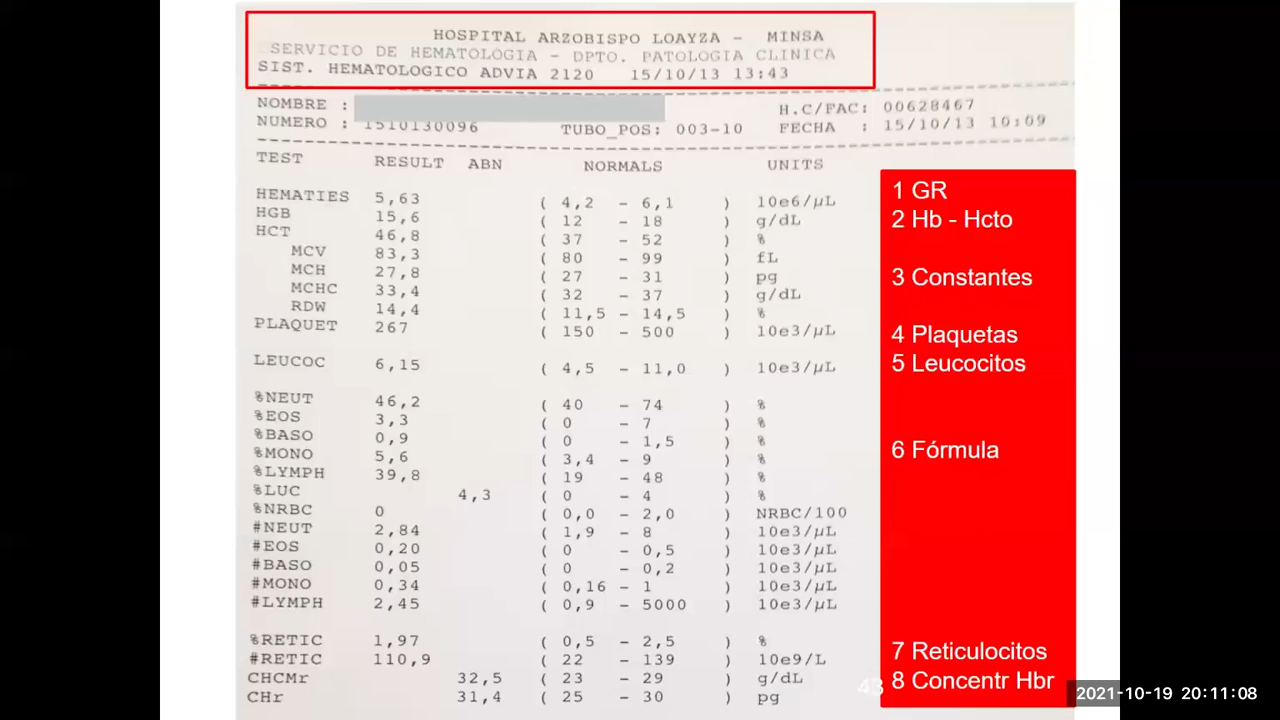 HOSPITAL ARZOBISPO LOAYZA - MINSA
SERVICIO DE HEMATOLOGIA - DPTO. PATOLOGIA CLINICA
SIST. HEMATOLOGICO ADVIA 2120 15/10/13 13:43
NOMBRE : H.C/FAC: 00628467
NUMERO : 1510130096 TUBO_POS: 003-10 FECHA : 15/10/13 10:09
TEST RESULT ABN NORMALS UNITS
HEMATIES 5,63 ( 4,2 - 6,1 ) 10e6/µL
HGB 15,6 ( 12 - 18 ) g/dL
HCT 46,8 ( 37 - 52 ) %
MCV 83,3 ( 80 - 99 ) fL
MCH 27,8 ( 27 - 31 ) pg
MCHC 33,4 ( 32 - 37 ) g/dL
RDW 14,4 ( 11,5 - 14,5 ) %
PLAQUET 267 ( 150 - 500 ) 10e3/µL
LEUCOC 6,15 ( 4,5 - 11,0 ) 10e3/µL
%NEUT 46,2 ( 40 - 74 ) %
%EOS 3,3 ( 0 - 7 ) %
%BASO 0,9 ( 0 - 1,5 ) %
%MONO 5,6 ( 3,4 - 9 ) %
%LYMPH 39,8 ( 19 - 48 ) %
%LUC 4,3 ( 0 - 4 ) %
%NRBC 0 ( 0,0 - 2,0 ) NRBC/100
#NEUT 2,84 ( 1,9 - 8 ) 10e3/µL
#EOS 0,20 ( 0 - 0,5 ) 10e3/µL
#BASO 0,05 ( 0 - 0,2 ) 10e3/µL
#MONO 0,34 ( 0,16 - 1 ) 10e3/µL
#LYMPH 2,45 ( 0,9 - 5000 ) 10e3/µL
%RETIC 1,97 ( 0,5 - 2,5 ) %
#RETIC 110,9 ( 22 - 139 ) 10e9/L
CHCMr 32,5 ( 23 - 29 ) g/dL
CHr 31,4 ( 25 - 30 ) pg
1 GR
2 Hb - Hcto
3 Constantes
4 Plaquetas
5 Leucocitos
6 Fórmula
7 Reticulocitos
8 Concentr Hbr
43
2021-10-19 20:11:08